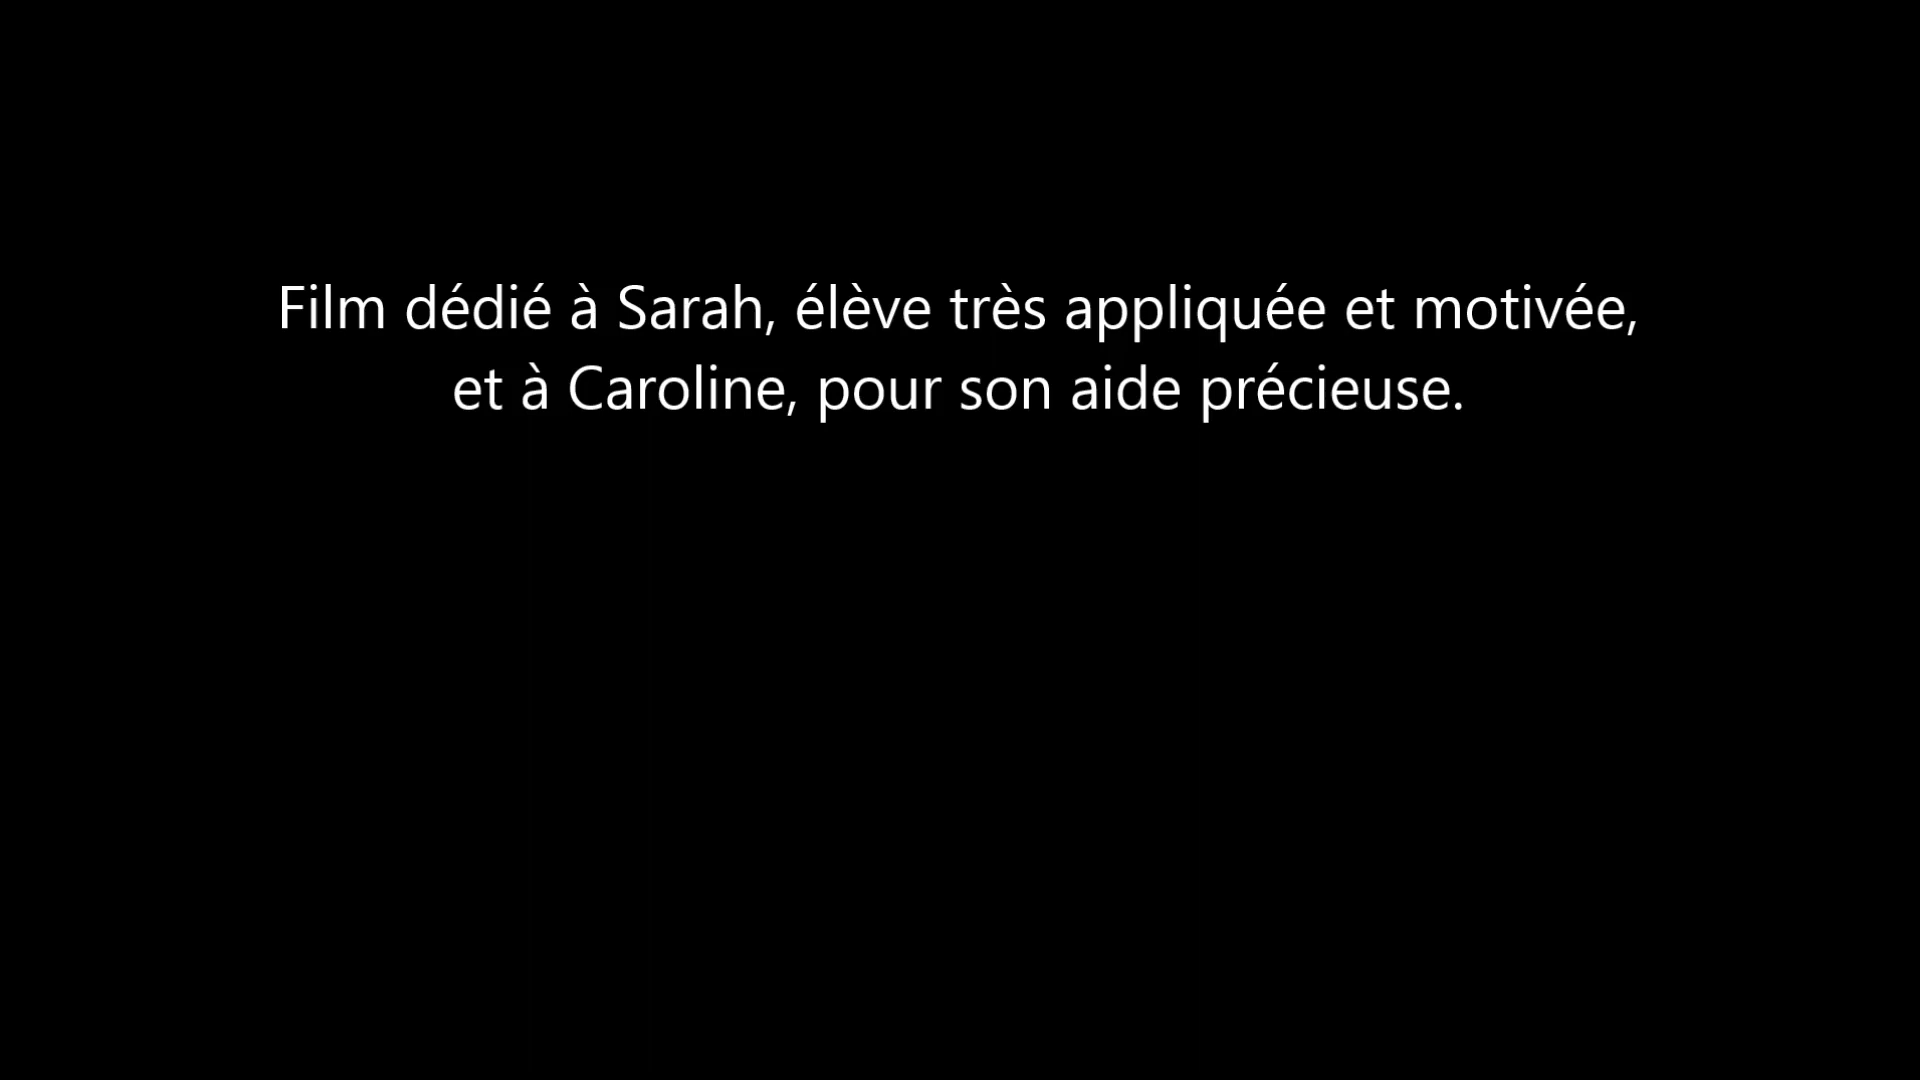 Film dédié à Sarah, élève très appliquée et motivée,
et à Caroline, pour son aide précieuse.